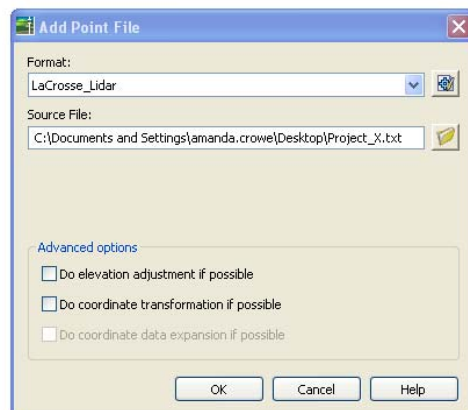 Add Point File
Format:
LaCrosse_Lidar
Source File:
C:\Documents and Settings\amanda.crowe\Desktop\Project_X.txt
Advanced options
Do elevation adjustment if possible
Do coordinate transformation if possible
Do coordinate data expansion if possible
OK Cancel Help